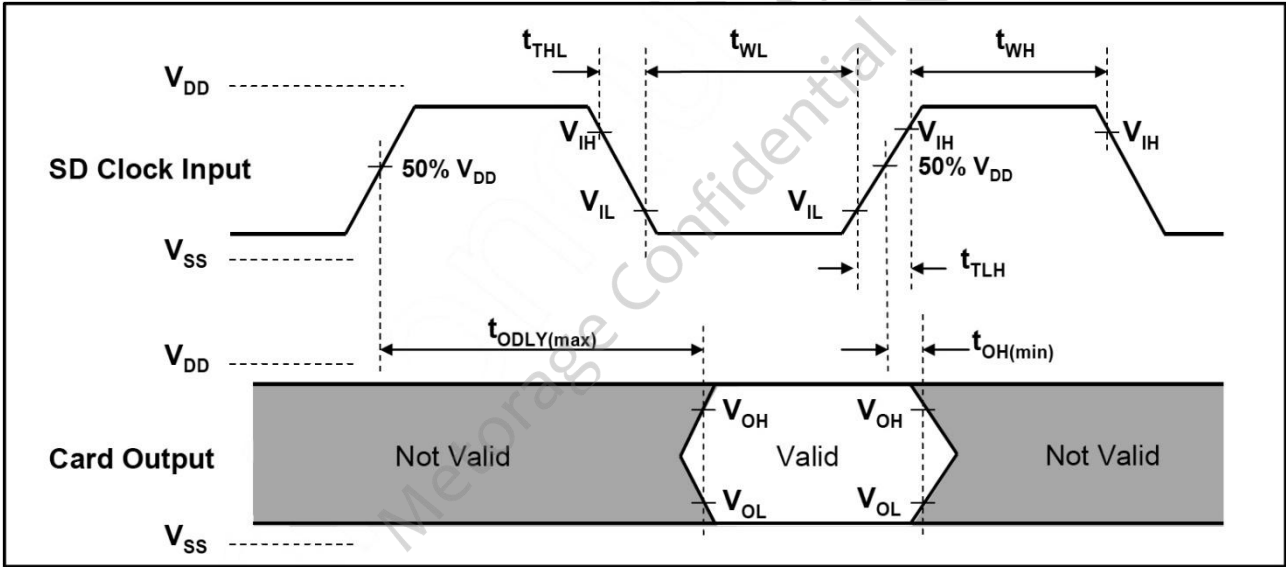 t_THL
t_WL
t_WH
V_DD
V_IH
V_IH
V_IH
SD Clock Input
50% V_DD
50% V_DD
V_IL
V_IL
V_SS
t_TLH
t_ODLY(max)
t_OH(min)
V_DD
V_OH
V_OH
Card Output
Not Valid
Valid
Not Valid
V_OL
V_OL
V_SS
Metorage Confidential